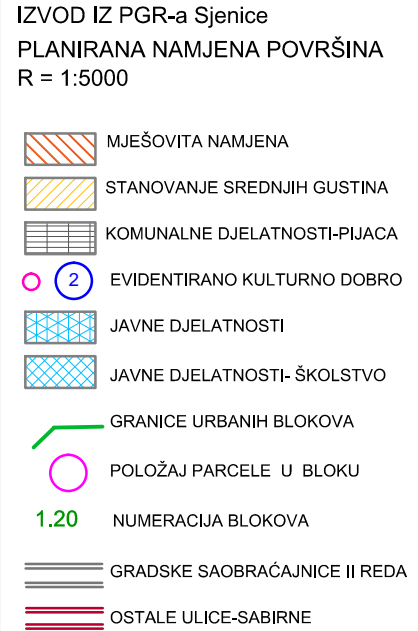 IZVOD IZ PGR-a Sjenice
PLANIRANA NAMJENA POVRŠINA
R = 1:5000
MJEŠOVITA NAMJENA
STANOVANJE SREDNJIH GUSTINA
KOMUNALNE DJELATNOSTI-PIJACA
2 EVIDENTIRANO KULTURNO DOBRO
JAVNE DJELATNOSTI
JAVNE DJELATNOSTI- ŠKOLSTVO
GRANICE URBANIH BLOKOVA
POLOŽAJ PARCELE U BLOKU
1.20 NUMERACIJA BLOKOVA
GRADSKE SAOBRAĆAJNICE II REDA
OSTALE ULICE-SABIRNE